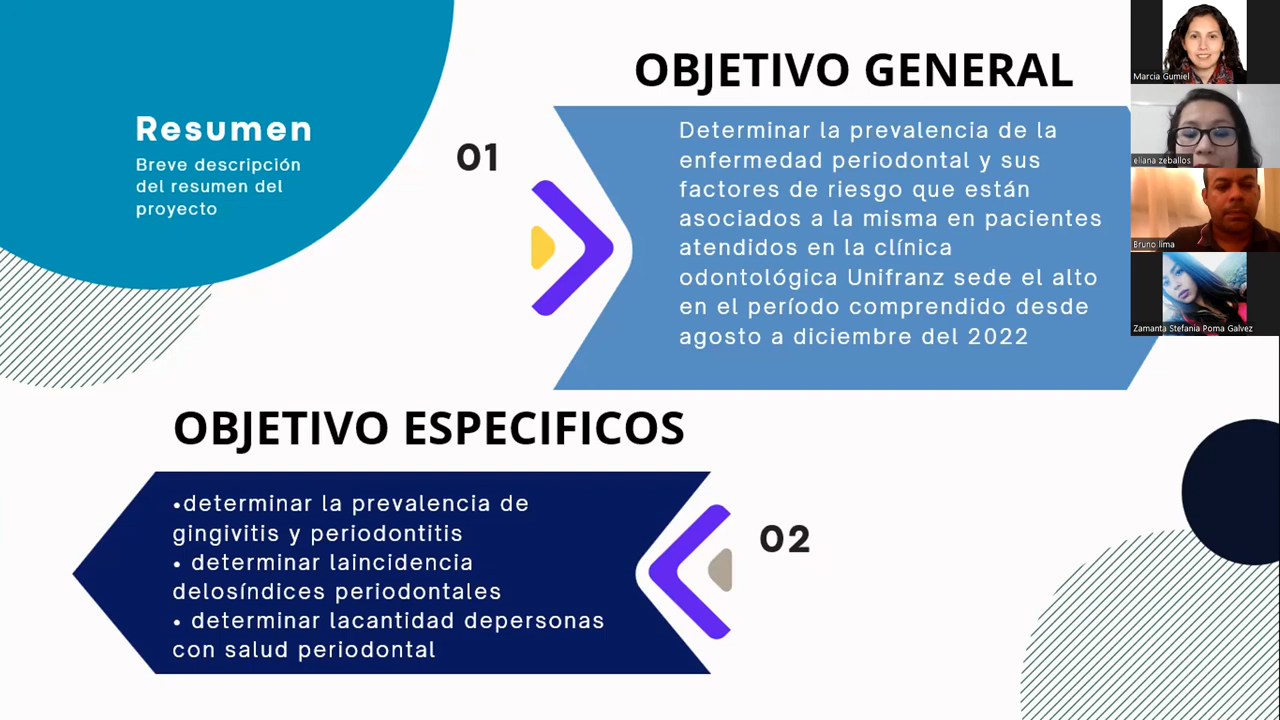 Resumen
Breve descripción
del resumen del
proyecto
01
OBJETIVO GENERAL
Determinar la prevalencia de la
enfermedad periodontal y sus
factores de riesgo que están
asociados a la misma en pacientes
atendidos en la clínica
odontológica Unifranz sede el alto
en el período comprendido desde
agosto a diciembre del 2022
OBJETIVO ESPECIFICOS
•determinar la prevalencia de
gingivitis y periodontitis
• determinar laincidencia
delosíndices periodontales
• determinar lacantidad depersonas
con salud periodontal
02
Marcia Gumiel
eliana zeballos
Bruno lima
Zamanta Stefania Poma Galvez